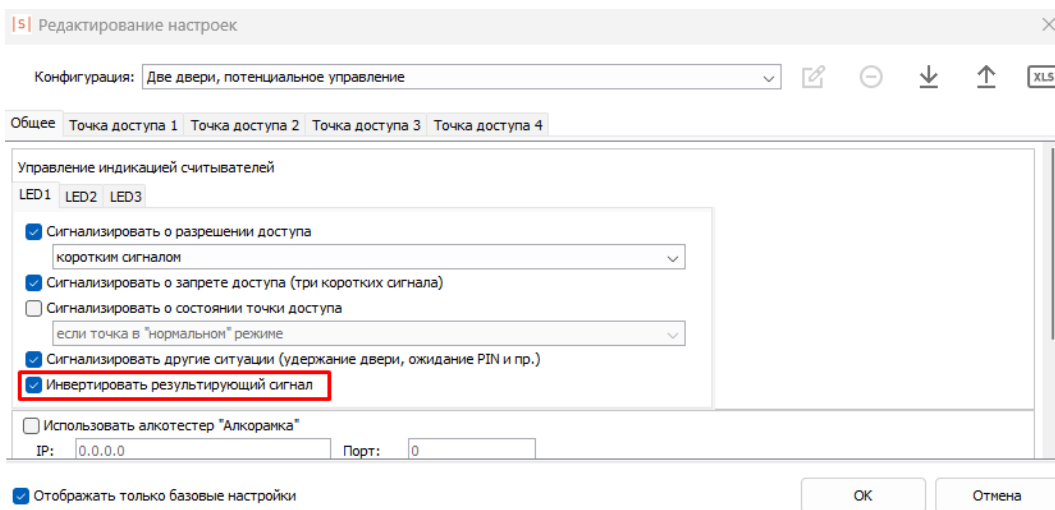 |S| Редактирование настроек
Конфигурация: Две двери, потенциальное управление XLS
Общее Точка доступа 1 Точка доступа 2 Точка доступа 3 Точка доступа 4
Управление индикацией считывателей
LED1 LED2 LED3
Сигнализировать о разрешении доступа
коротким сигналом
Сигнализировать о запрете доступа (три коротких сигнала)
Сигнализировать о состоянии точки доступа
если точка в "нормальном" режиме
Сигнализировать другие ситуации (удержание двери, ожидание PIN и пр.)
Инвертировать результирующий сигнал
Использовать алкотестер "Алкорамка"
IP: 0.0.0.0 Порт: 0
Отображать только базовые настройки ОК Отмена